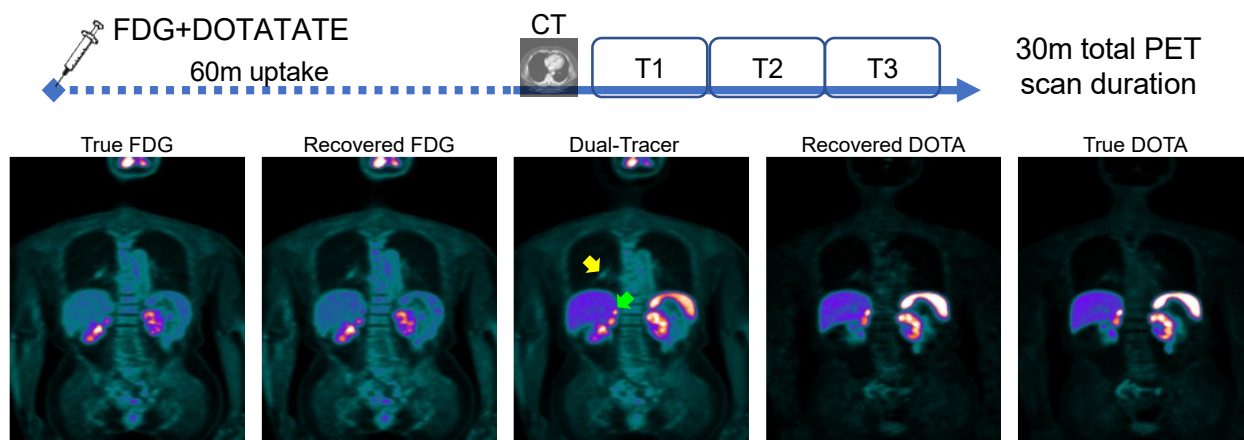 FDG+DOTATATE
60m uptake
CT
T1
T2
T3
30m total PET
scan duration
True FDG
Recovered FDG
Dual-Tracer
Recovered DOTA
True DOTA